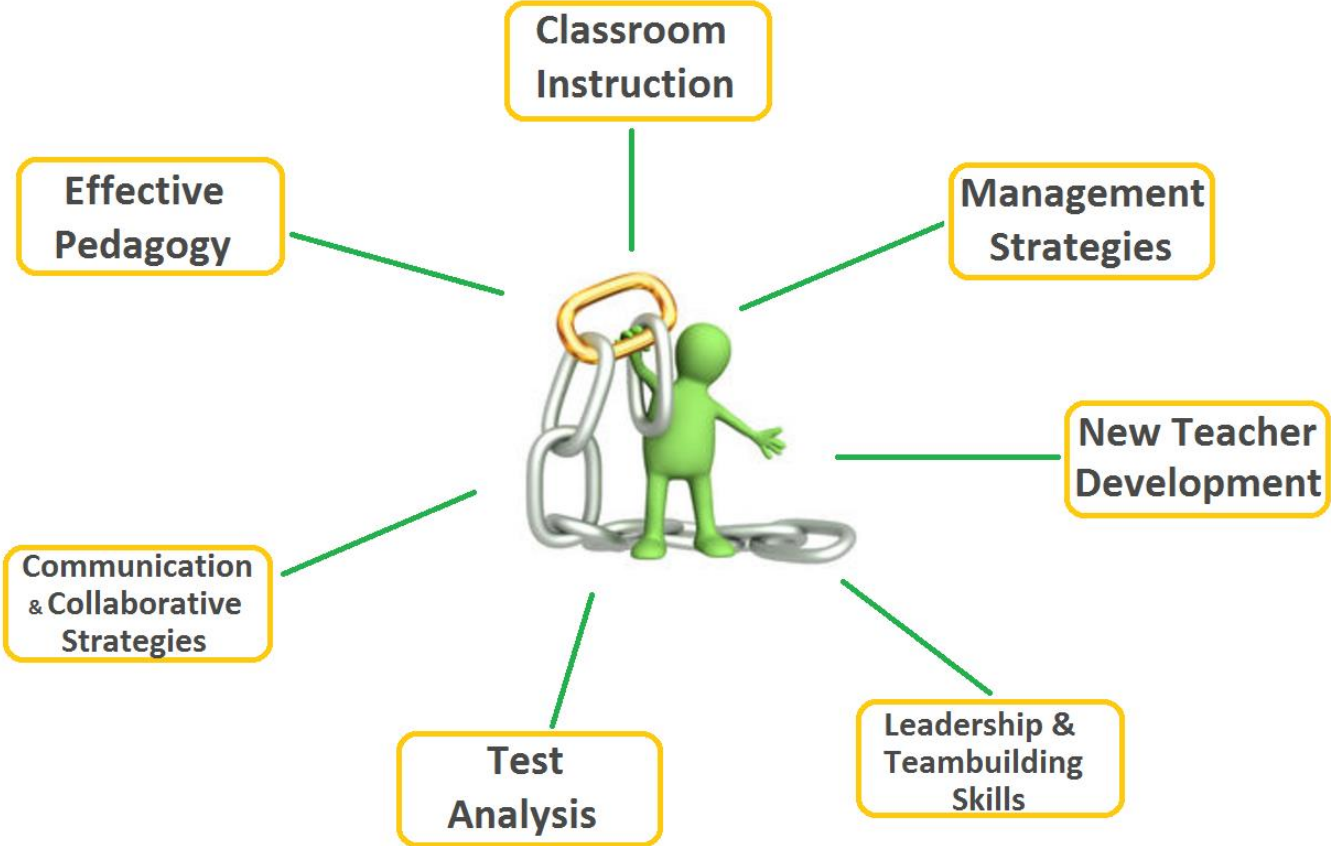 Classroom
Instruction
Effective
Pedagogy
Management
Strategies
New Teacher
Development
Communication
& Collaborative
Strategies
Test
Analysis
Leadership &
Teambuilding
Skills